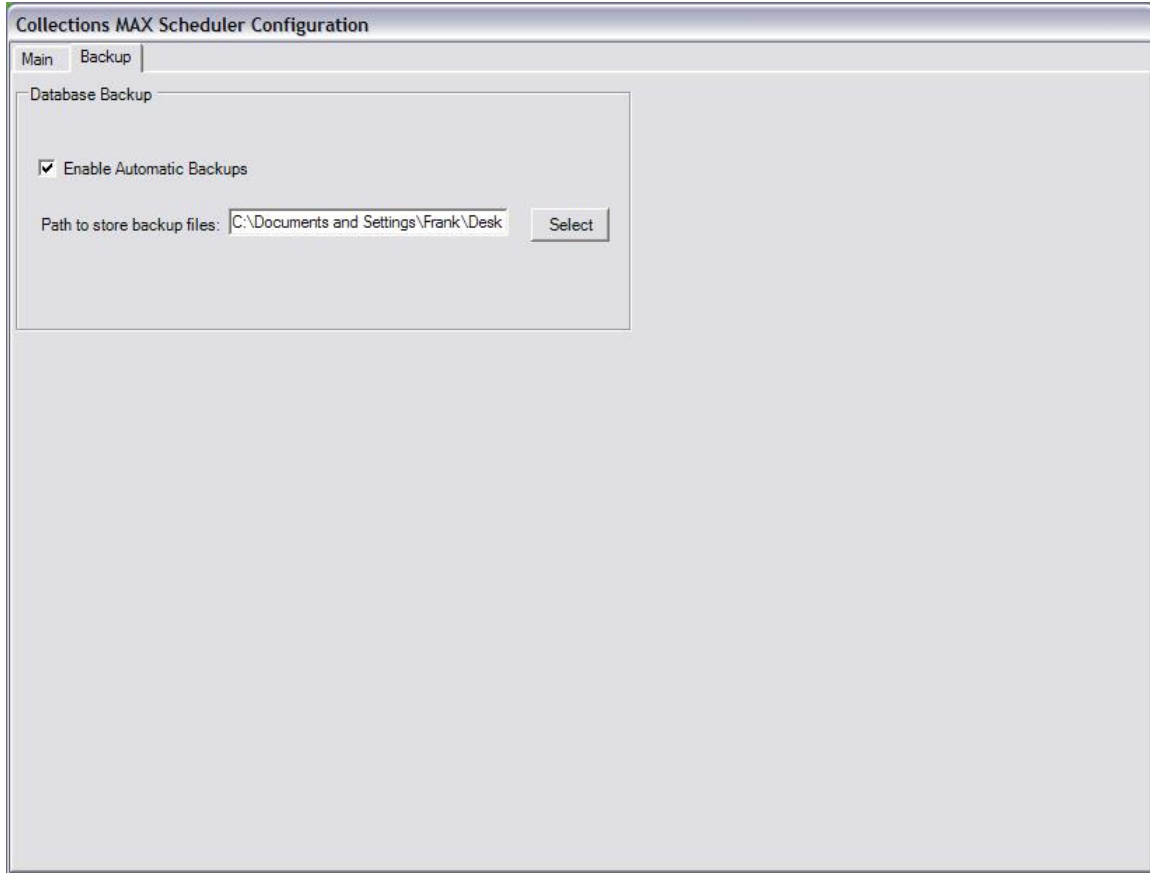 Collections MAX Scheduler Configuration
Main Backup
Database Backup
Enable Automatic Backups
Path to store backup files: C:\Documents and Settings\Frank\Desk Select